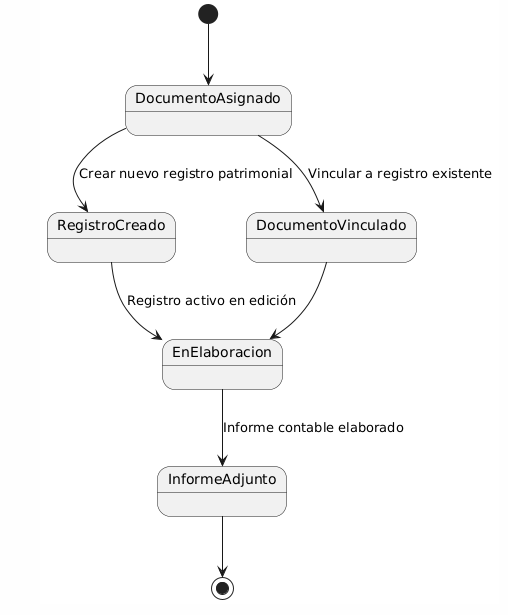 DocumentoAsignado
Crear nuevo registro patrimonial
Vincular a registro existente
RegistroCreado
DocumentoVinculado
Registro activo en edición
EnElaboracion
Informe contable elaborado
InformeAdjunto